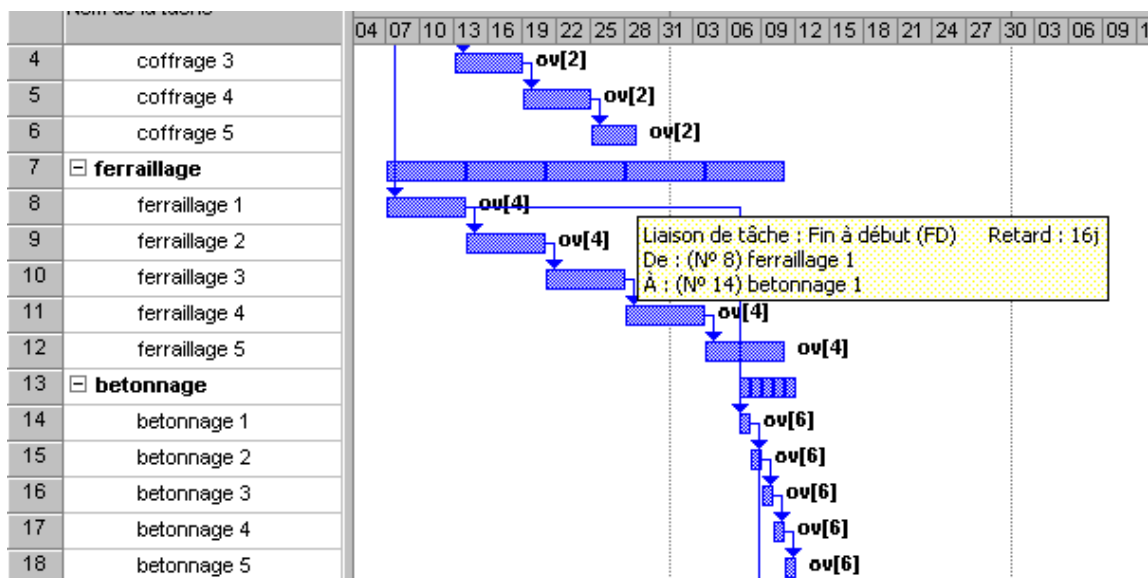 Nom de la tâche
04 07 10 13 16 19 22 25 28 31 03 06 09 12 15 18 21 24 27 30 03 06 09 1
4 coffrage 3 ov[2]
5 coffrage 4 ov[2]
6 coffrage 5 ov[2]
7 ferraillage
8 ferraillage 1 ov[4]
9 ferraillage 2 ov[4]
Liaison de tâche : Fin à début (FD) Retard : 16j
De : (Nº 8) ferraillage 1
À : (Nº 14) betonnage 1
10 ferraillage 3
11 ferraillage 4 ov[4]
12 ferraillage 5 ov[4]
13 betonnage
14 betonnage 1 ov[6]
15 betonnage 2 ov[6]
16 betonnage 3 ov[6]
17 betonnage 4 ov[6]
18 betonnage 5 ov[6]